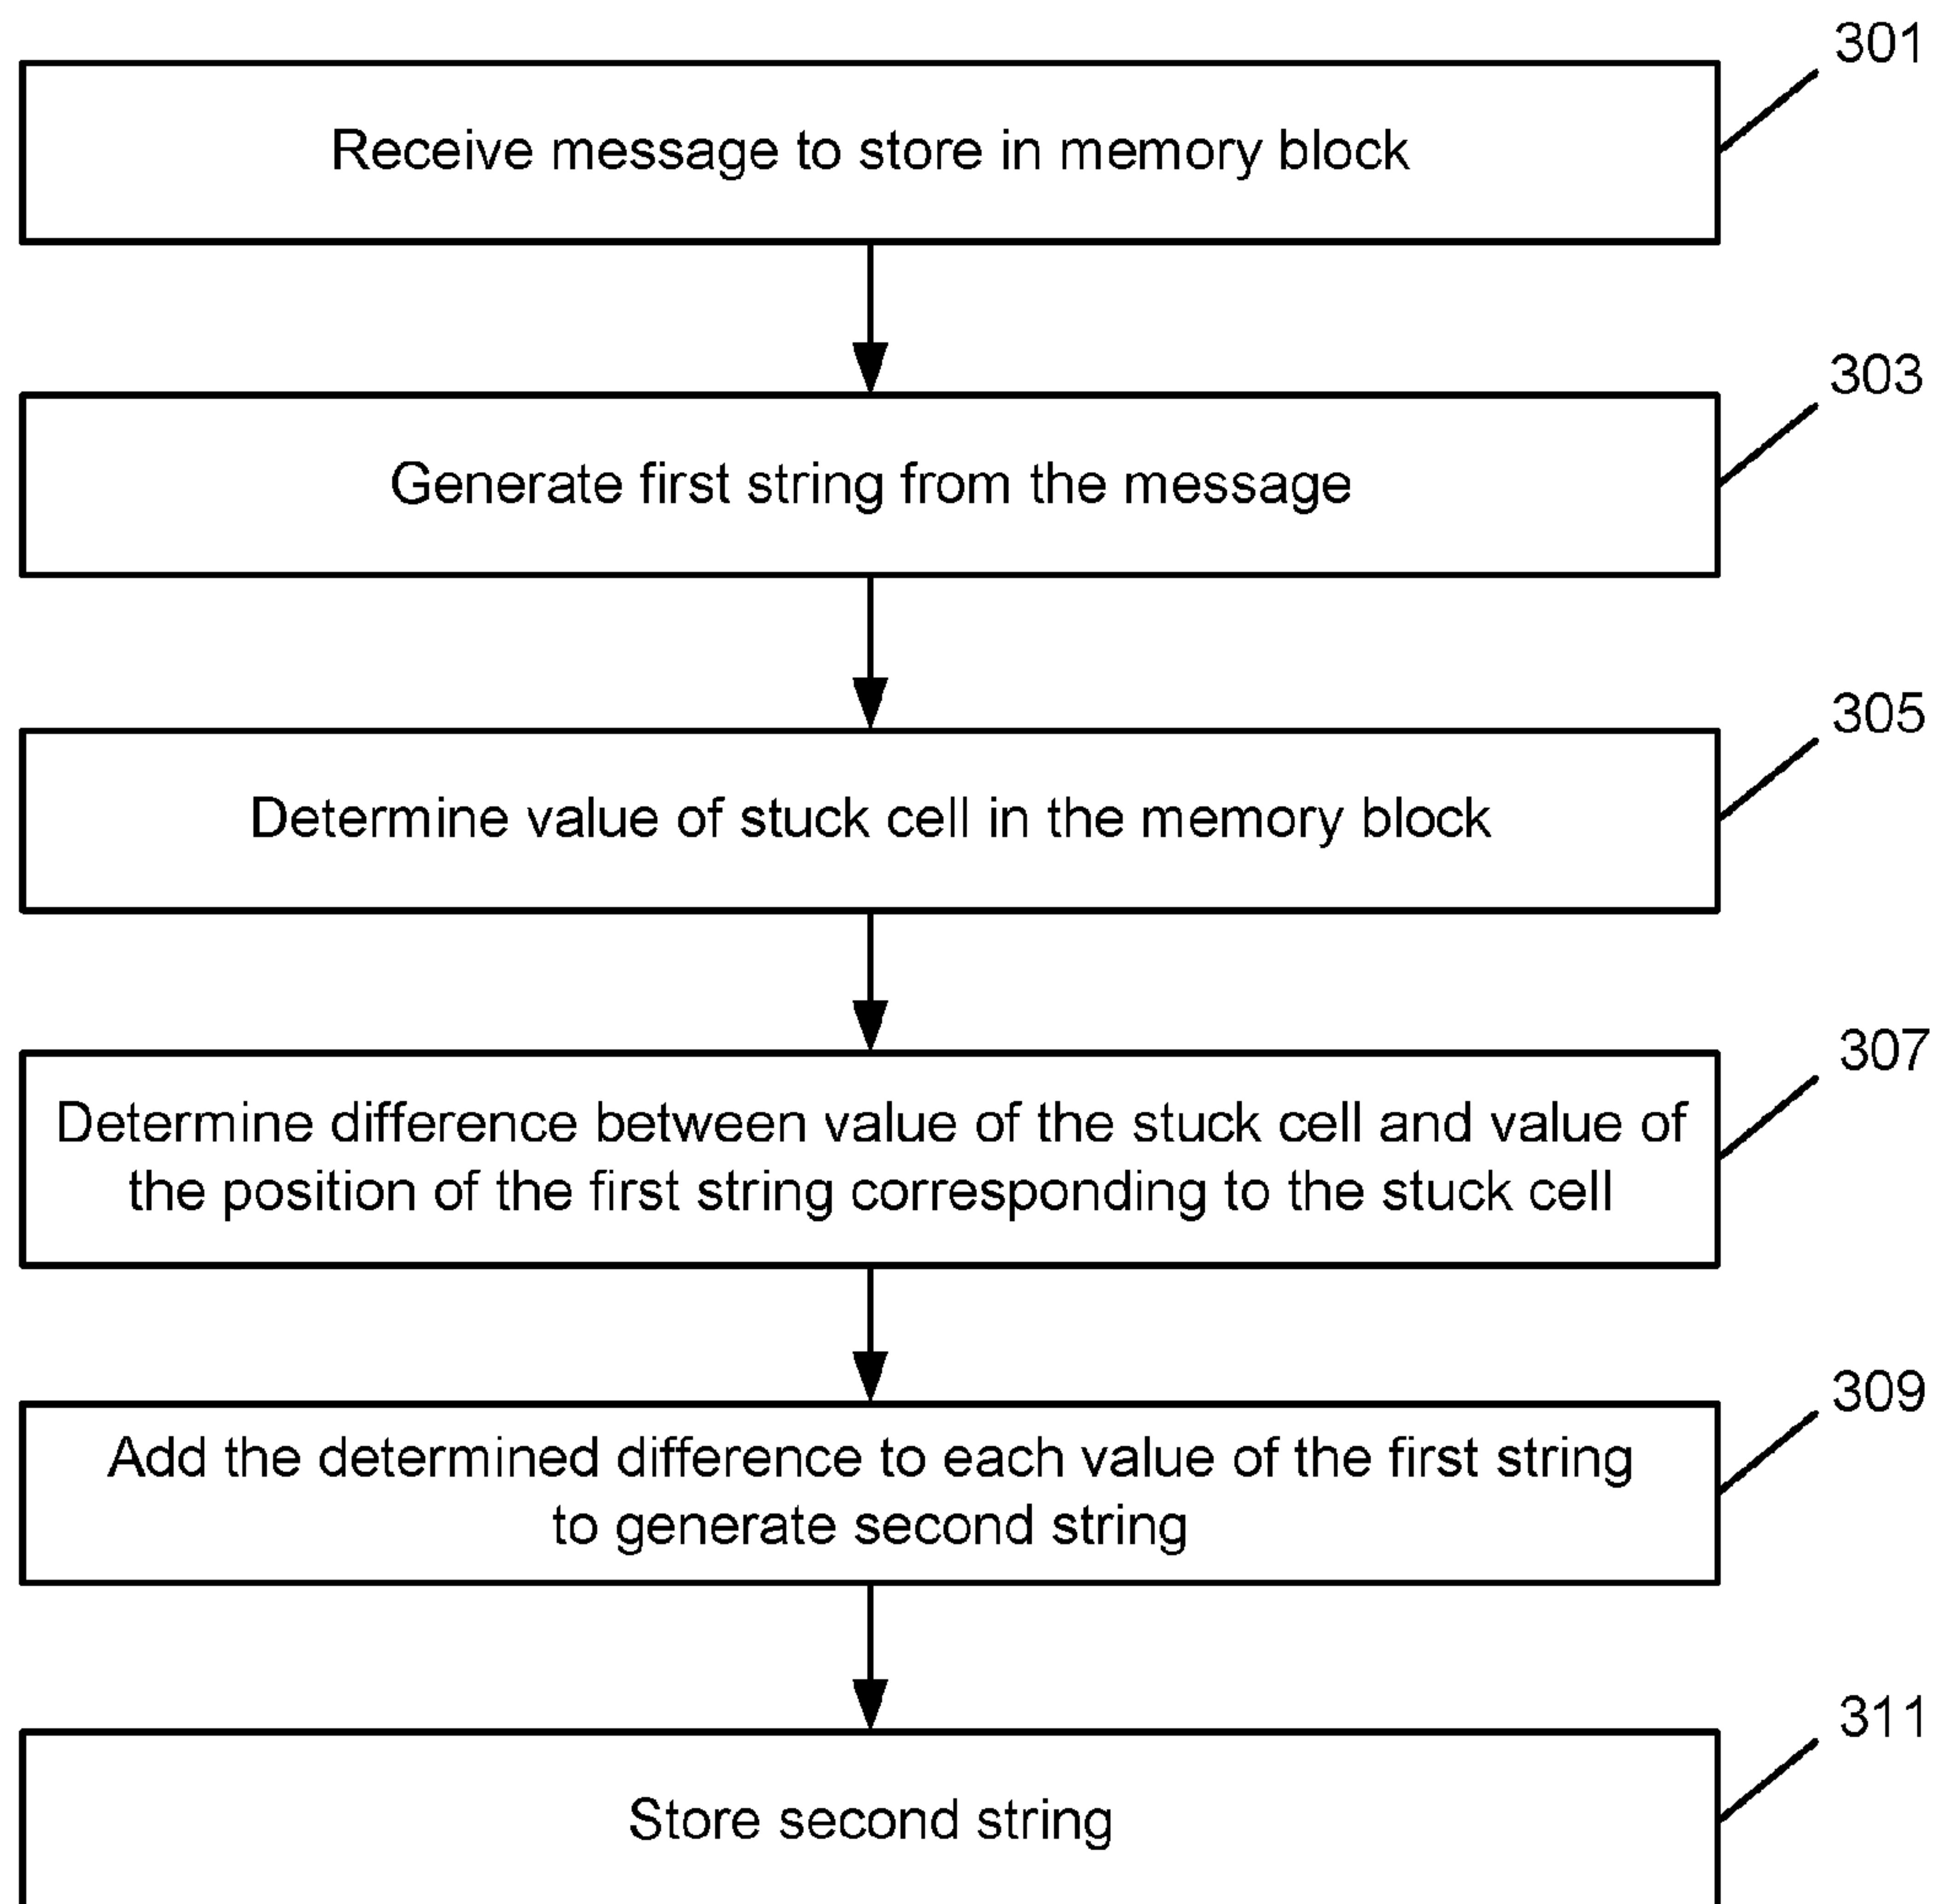 301
Receive message to store in memory block
303
Generate first string from the message
305
Determine value of stuck cell in the memory block
307
Determine difference between value of the stuck cell and value of
the position of the first string corresponding to the stuck cell
309
Add the determined difference to each value of the first string
to generate second string
311
Store second string